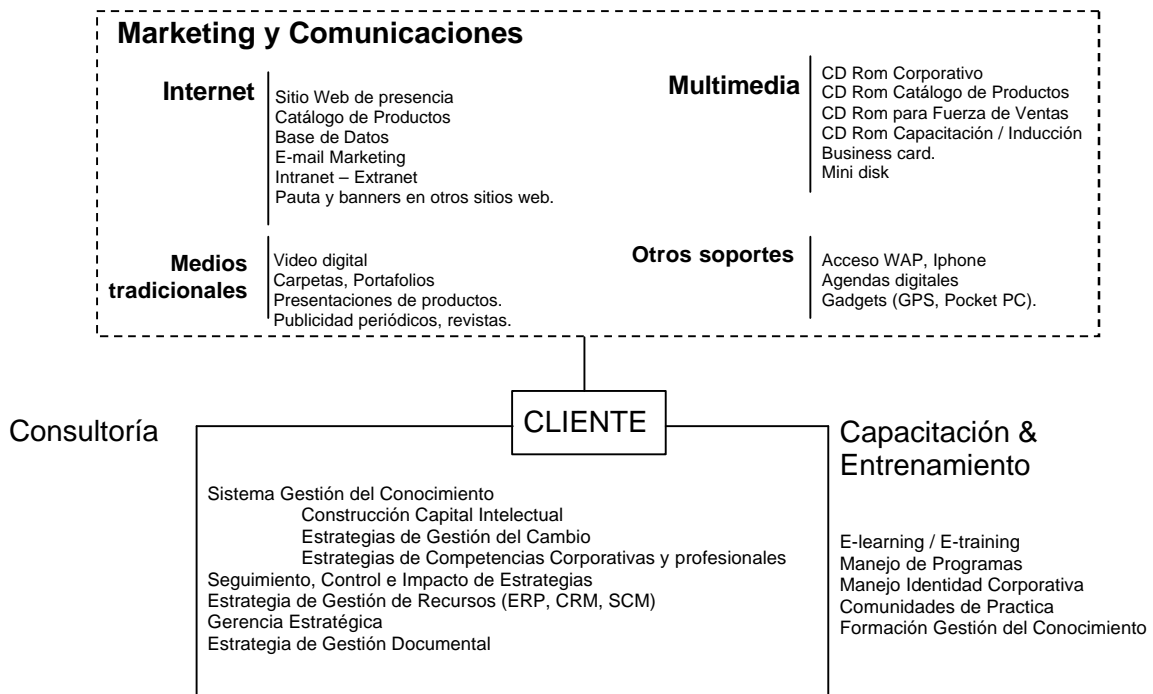 Marketing y Comunicaciones
Internet
Sitio Web de presencia
Catálogo de Productos
Base de Datos
E-mail Marketing
Intranet – Extranet
Pauta y banners en otros sitios web.
Multimedia
CD Rom Corporativo
CD Rom Catálogo de Productos
CD Rom para Fuerza de Ventas
CD Rom Capacitación / Inducción
Business card.
Mini disk
Medios
tradicionales
Video digital
Carpetas, Portafolios
Presentaciones de productos.
Publicidad periódicos, revistas.
Otros soportes
Acceso WAP, Iphone
Agendas digitales
Gadgets (GPS, Pocket PC).
CLIENTE
Consultoría
Sistema Gestión del Conocimiento
Construcción Capital Intelectual
Estrategias de Gestión del Cambio
Estrategias de Competencias Corporativas y profesionales
Seguimiento, Control e Impacto de Estrategias
Estrategia de Gestión de Recursos (ERP, CRM, SCM)
Gerencia Estratégica
Estrategia de Gestión Documental
Capacitación &
Entrenamiento
E-learning / E-training
Manejo de Programas
Manejo Identidad Corporativa
Comunidades de Practica
Formación Gestión del Conocimiento